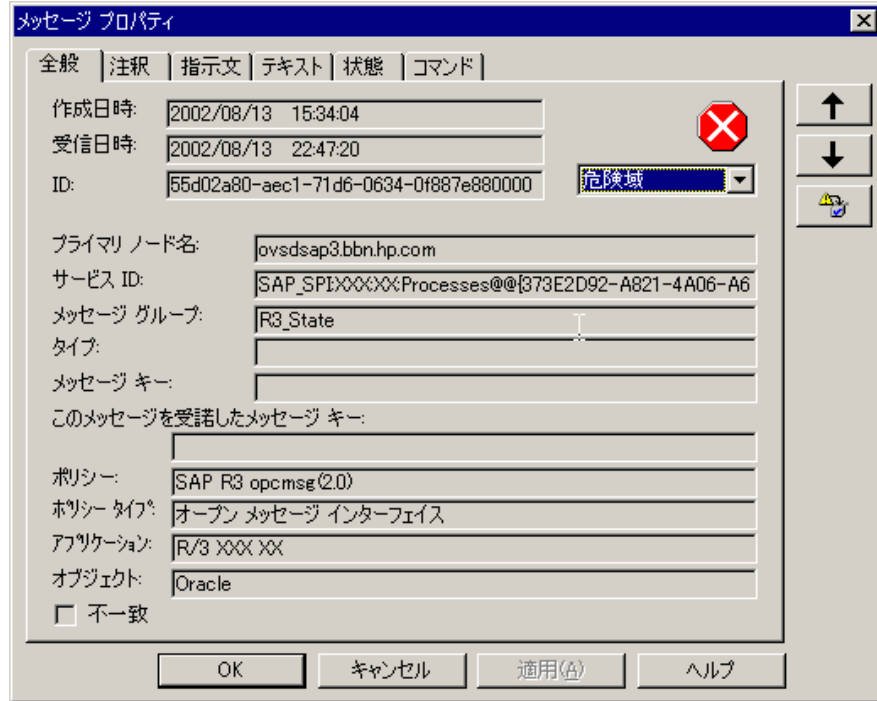 メッセージ プロパティ
全般 注釈 指示文 テキスト 状態 コマンド
作成日時: 2002/08/13 15:34:04
受信日時: 2002/08/13 22:47:20
ID: 55d02a80-aec1-71d6-0634-0f887e880000 危険域
プライマリ ノード名: ovsdsap3.bbn.hp.com
サービス ID: SAP_SPI:XXX:XX:Processes@@{373E2D92-A821-4A06-A6
メッセージ グループ: R3_State
タイプ:
メッセージ キー:
このメッセージを受諾したメッセージ キー:
ポリシー: SAP R3 opcmsg(2.0)
ポリシー タイプ: オープン メッセージ インターフェイス
アプリケーション: R/3 XXX XX
オブジェクト: Oracle
不一致
OK キャンセル 適用(A) ヘルプ